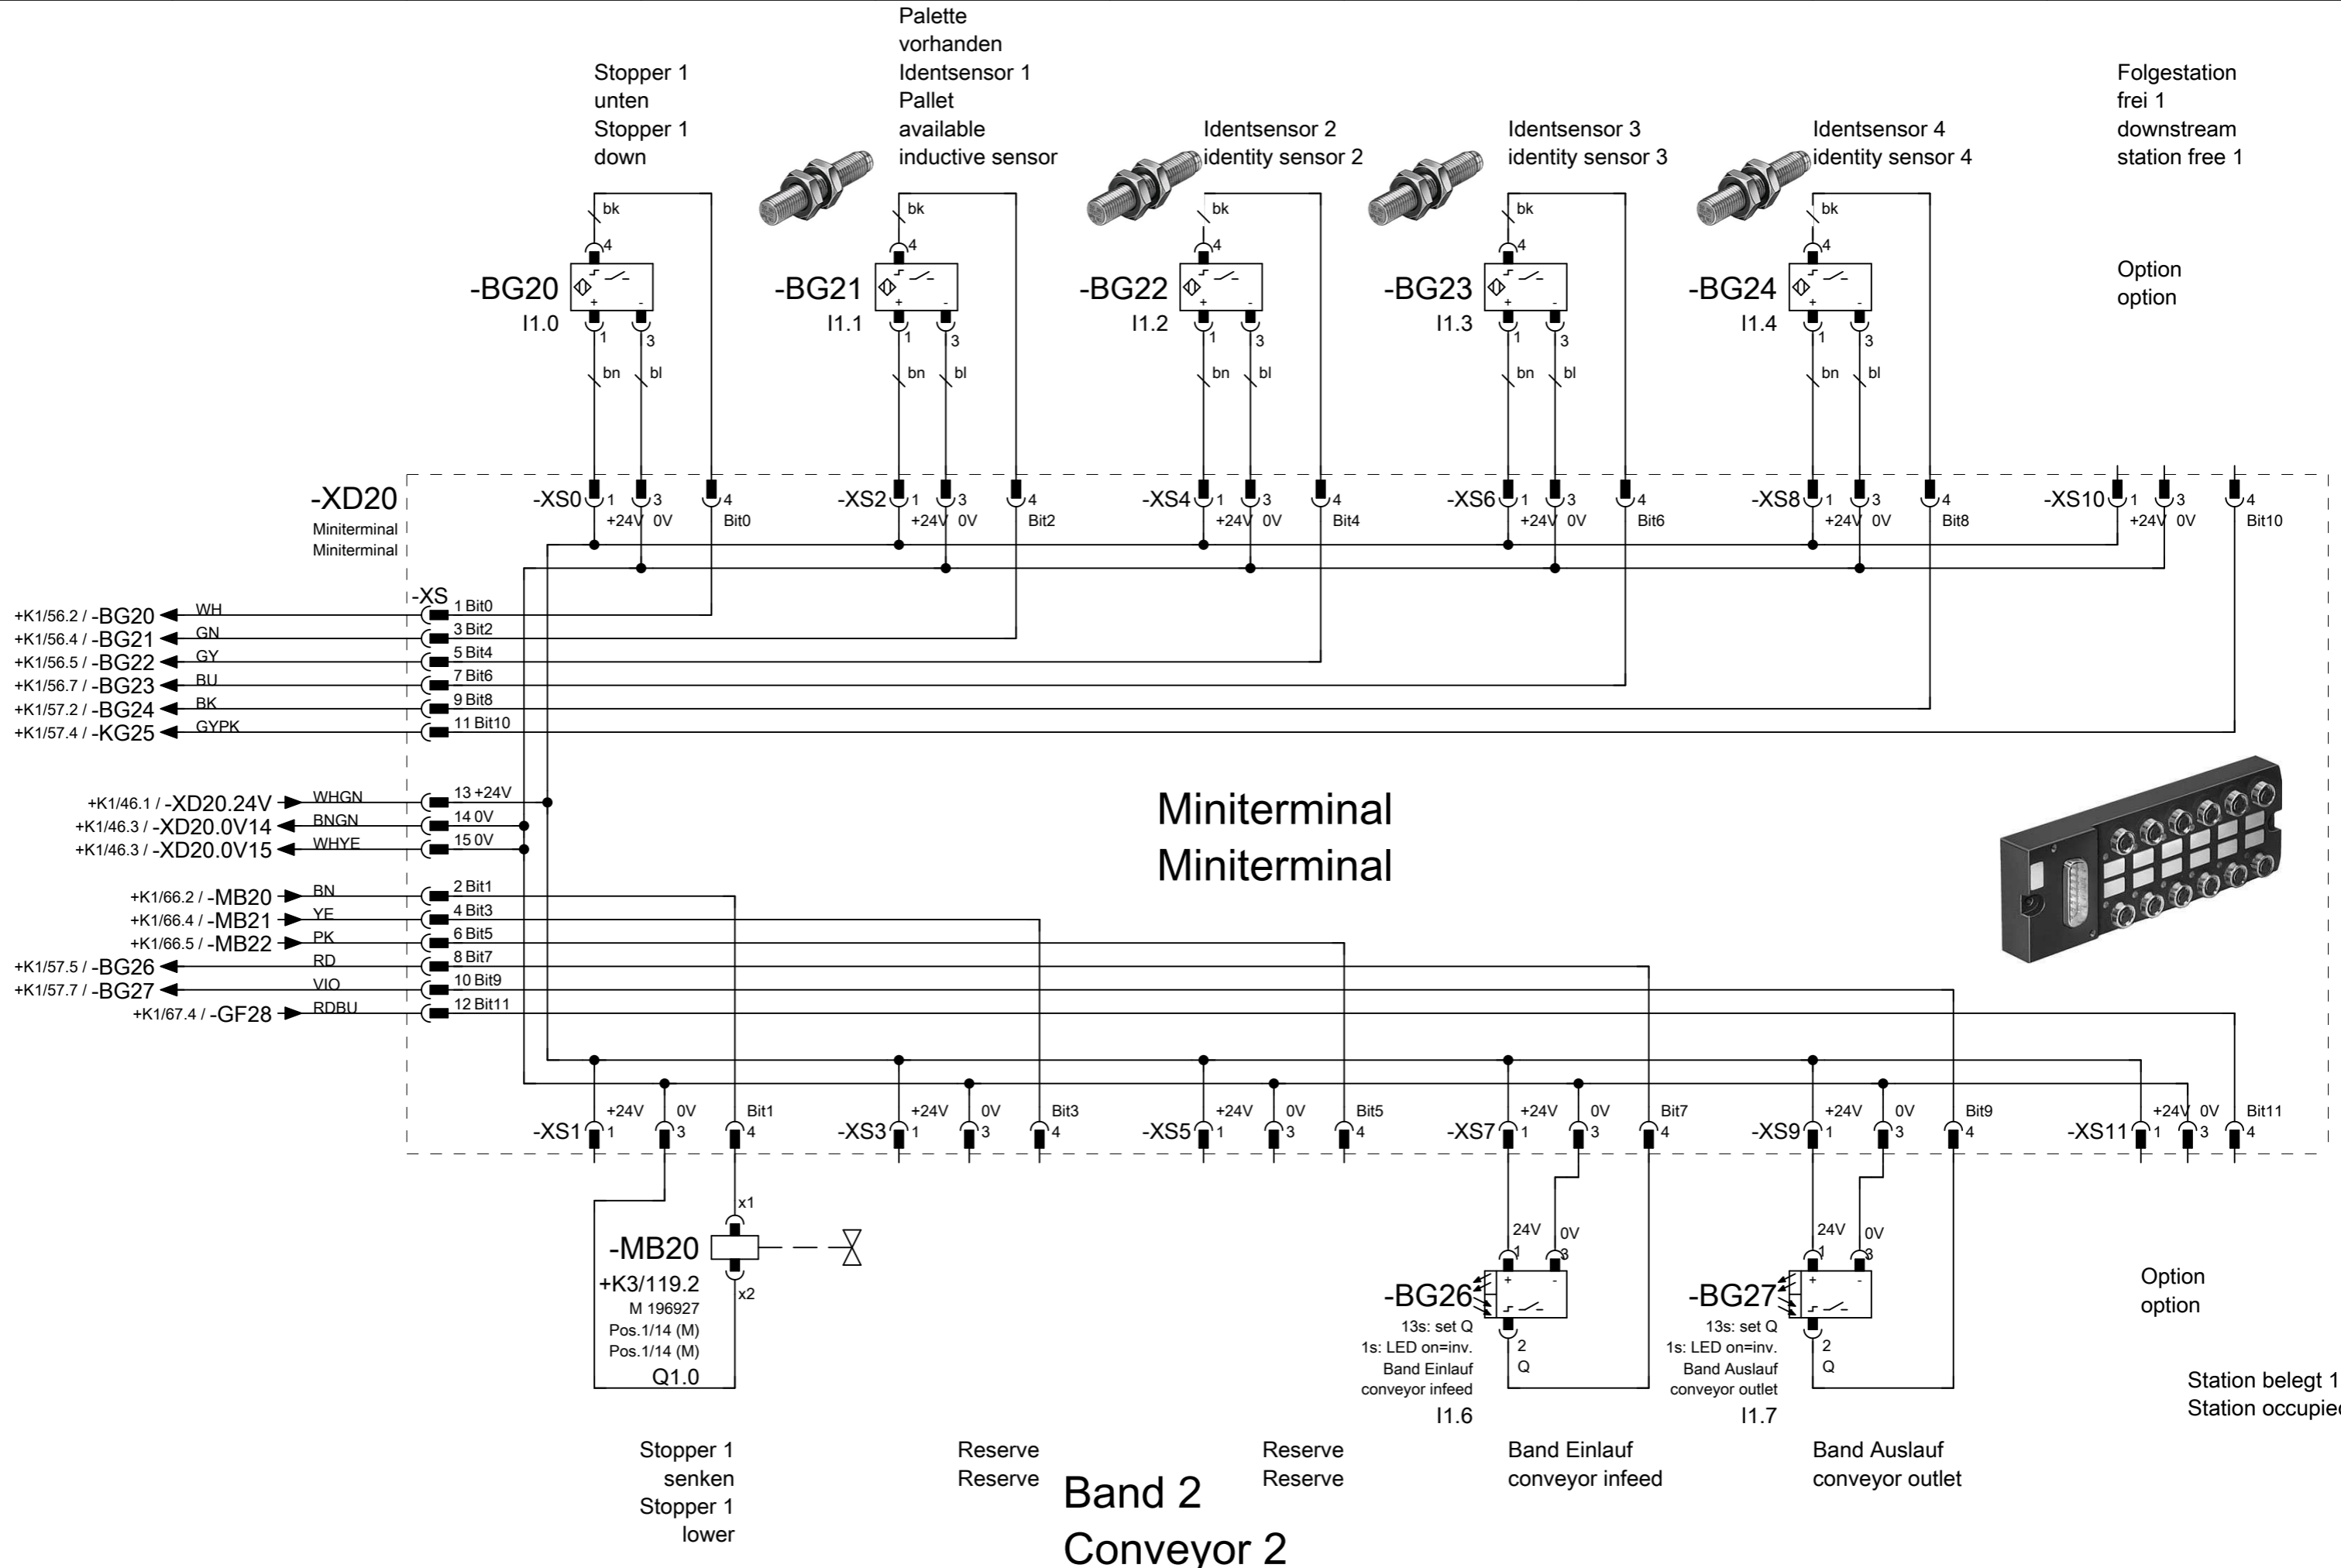 Stopper 1
unten
Stopper 1
down
Palette
vorhanden
Identsensor 1
Pallet
available
inductive sensor
Identsensor 2
identity sensor 2
Identsensor 3
identity sensor 3
Identsensor 4
identity sensor 4
Folgestation
frei 1
downstream
station free 1
Option
option
bk
4
-BG20
I1.0
+ -
1 3
bn bl
bk
4
-BG21
I1.1
+ -
1 3
bn bl
bk
4
-BG22
I1.2
+ -
1 3
bn bl
bk
4
-BG23
I1.3
+ -
1 3
bn bl
bk
4
-BG24
I1.4
+ -
1 3
bn bl
-XD20
Miniterminal
Miniterminal
-XS0 1 3 4
+24V 0V Bit0
-XS2 1 3 4
+24V 0V Bit2
-XS4 1 3 4
+24V 0V Bit4
-XS6 1 3 4
+24V 0V Bit6
-XS8 1 3 4
+24V 0V Bit8
-XS10 1 3 4
+24V 0V Bit10
-XS
+K1/56.2 / -BG20 WH 1 Bit0
+K1/56.4 / -BG21 GN 3 Bit2
+K1/56.5 / -BG22 GY 5 Bit4
+K1/56.7 / -BG23 BU 7 Bit6
+K1/57.2 / -BG24 BK 9 Bit8
+K1/57.4 / -KG25 GYPK 11 Bit10
+K1/46.1 / -XD20.24V WHGN 13 +24V
+K1/46.3 / -XD20.0V14 BNGN 14 0V
+K1/46.3 / -XD20.0V15 WHYE 15 0V
Miniterminal
Miniterminal
+K1/66.2 / -MB20 BN 2 Bit1
+K1/66.4 / -MB21 YE 4 Bit3
+K1/66.5 / -MB22 PK 6 Bit5
+K1/57.5 / -BG26 RD 8 Bit7
+K1/57.7 / -BG27 VIO 10 Bit9
+K1/67.4 / -GF28 RDBU 12 Bit11
+24V 0V Bit1
-XS1 1 3 4
+24V 0V Bit3
-XS3 1 3 4
+24V 0V Bit5
-XS5 1 3 4
+24V 0V Bit7
-XS7 1 3 4
+24V 0V Bit9
-XS9 1 3 4
+24V 0V Bit11
-XS11 1 3 4
x1
-MB20
+K3/119.2
x2
M 196927
Pos.1/14 (M)
Pos.1/14 (M)
Q1.0
24V 0V
1 3
+ -
-BG26
13s: set Q
1s: LED on=inv.
Band Einlauf
conveyor infeed
I1.6
2
Q
24V 0V
1 3
+ -
-BG27
13s: set Q
1s: LED on=inv.
Band Auslauf
conveyor outlet
I1.7
2
Q
Option
option
Station belegt 1
Station occupied
Stopper 1
senken
Stopper 1
lower
Reserve
Reserve
Reserve
Reserve
Band Einlauf
conveyor infeed
Band Auslauf
conveyor outlet
Band 2
Conveyor 2